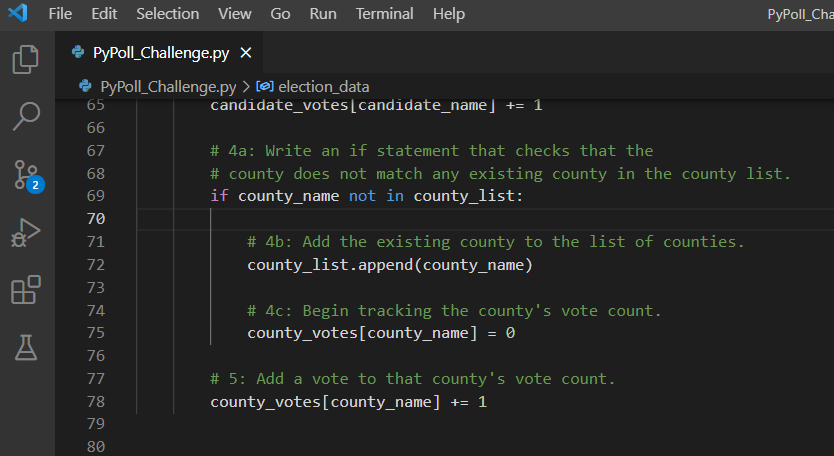 File Edit Selection View Go Run Terminal Help PyPoll_Cha
PyPoll_Challenge.py
PyPoll_Challenge.py > election_data
65 candidate_votes[candidate_name] += 1
66
67 # 4a: Write an if statement that checks that the
68 # county does not match any existing county in the county list.
69 if county_name not in county_list:
70
71 # 4b: Add the existing county to the list of counties.
72 county_list.append(county_name)
73
74 # 4c: Begin tracking the county's vote count.
75 county_votes[county_name] = 0
76
77 # 5: Add a vote to that county's vote count.
78 county_votes[county_name] += 1
79
80
2